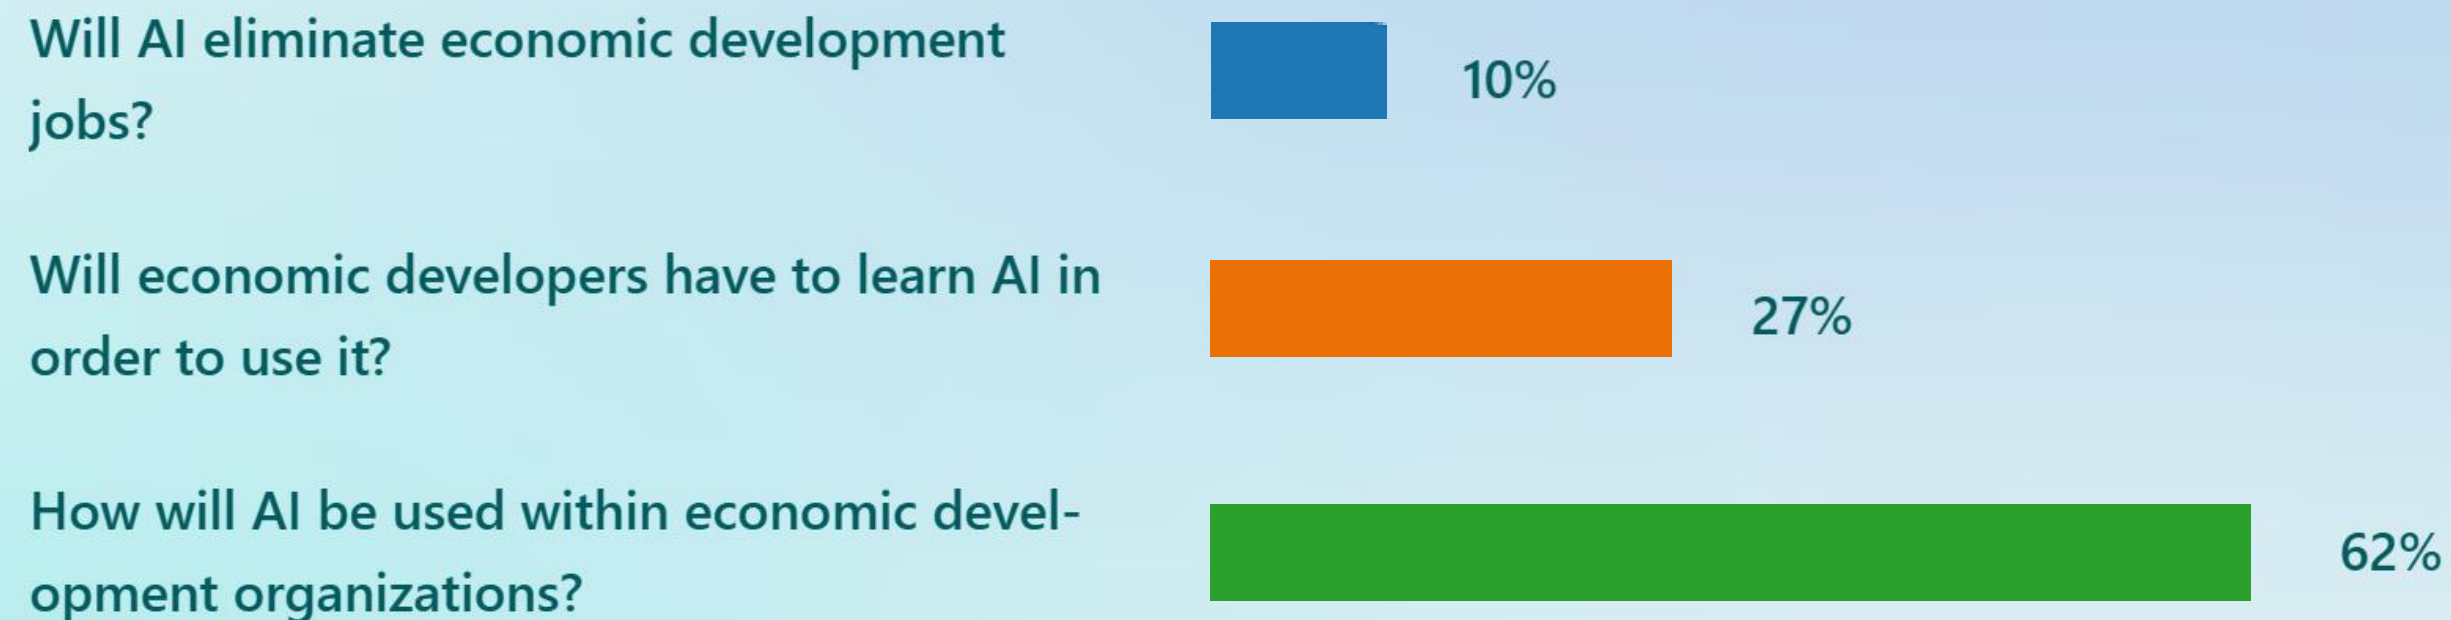 Will AI eliminate economic development
jobs?
10%
Will economic developers have to learn AI in
order to use it?
27%
How will AI be used within economic devel-
opment organizations?
62%